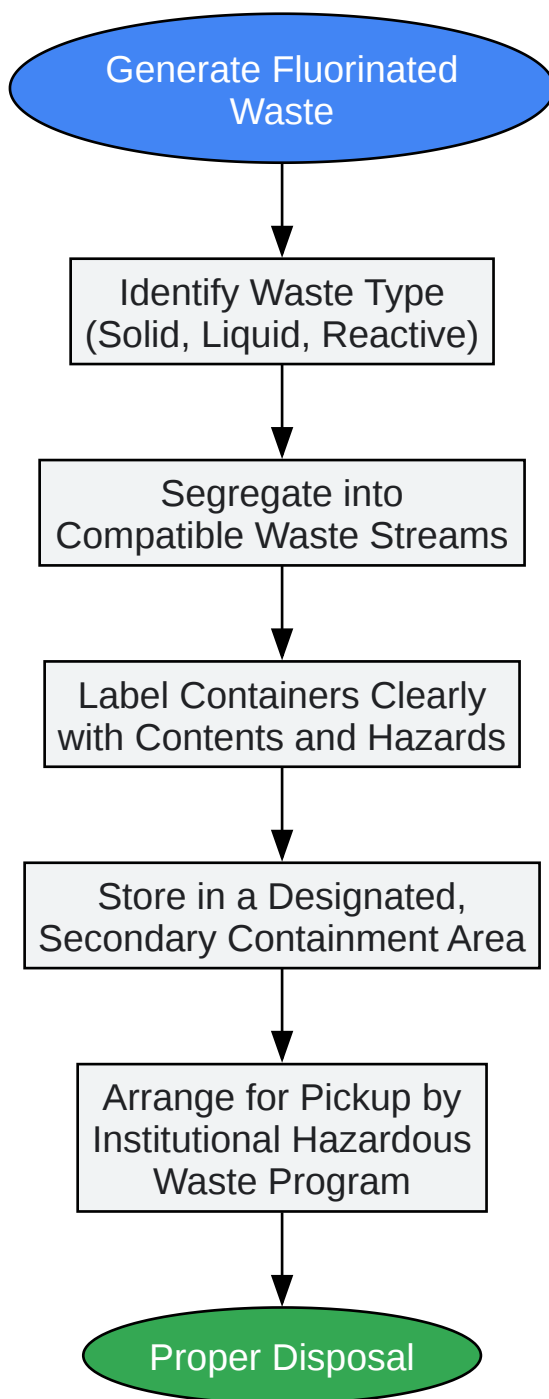 Generate Fluorinated
Waste
Identify Waste Type
(Solid, Liquid, Reactive)
Segregate into
Compatible Waste Streams
Label Containers Clearly
with Contents and Hazards
Store in a Designated,
Secondary Containment Area
Arrange for Pickup by
Institutional Hazardous
Waste Program
Proper Disposal